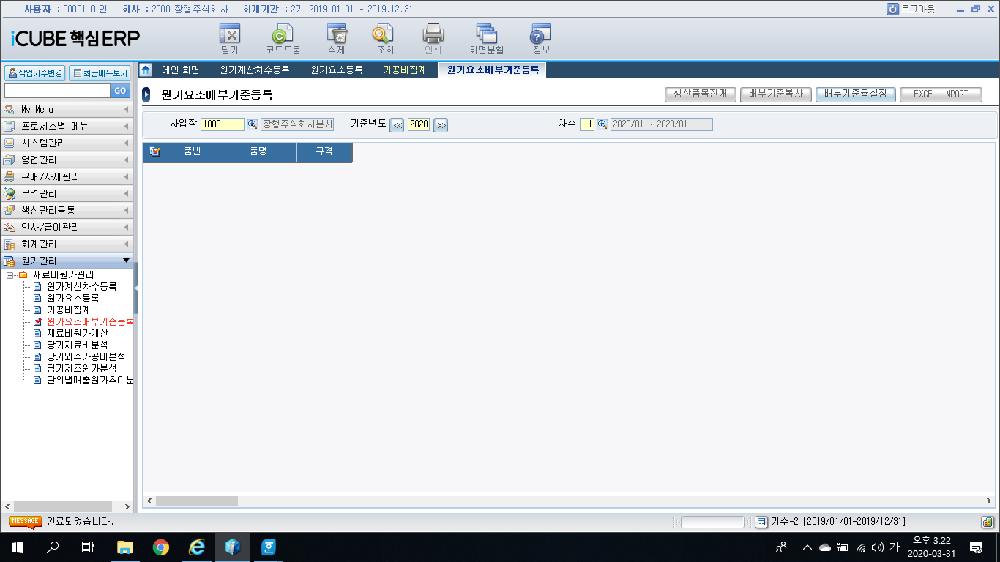 사용자 : 00001 이인 회사 : 2000 장형주식회사 회계기간 : 2기 2019.01.01 ~ 2019.12.31 로그아웃
iCUBE 핵심ERP
닫기 코드도움 삭제 조회 인쇄 화면분할 정보
작업기수변경 최근메뉴보기
메인 화면 원가계산차수등록 원가요소등록 가공비집계 원가요소배부기준등록
GO
원가요소배부기준등록 생산품목전개 배부기준복사 배부기준율설정 EXCEL IMPORT
사업장 1000 장형주식회사본사 기준년도 << 2020 >> 차수 1 2020/01 ~ 2020/01
품번 품명 규격
My Menu
프로세스별 메뉴
시스템관리
영업관리
구매/자재관리
무역관리
생산관리공통
인사/급여관리
회계관리
원가관리
재료비원가관리
원가계산차수등록
원가요소등록
가공비집계
원가요소배부기준등록
재료비원가계산
당기재료비분석
당기외주가공비분석
당기제조원가분석
단위별매출원가추이분
MESSAGE 완료되었습니다. 기수-2 [2019/01/01-2019/12/31]
가 오후 3:22
2020-03-31